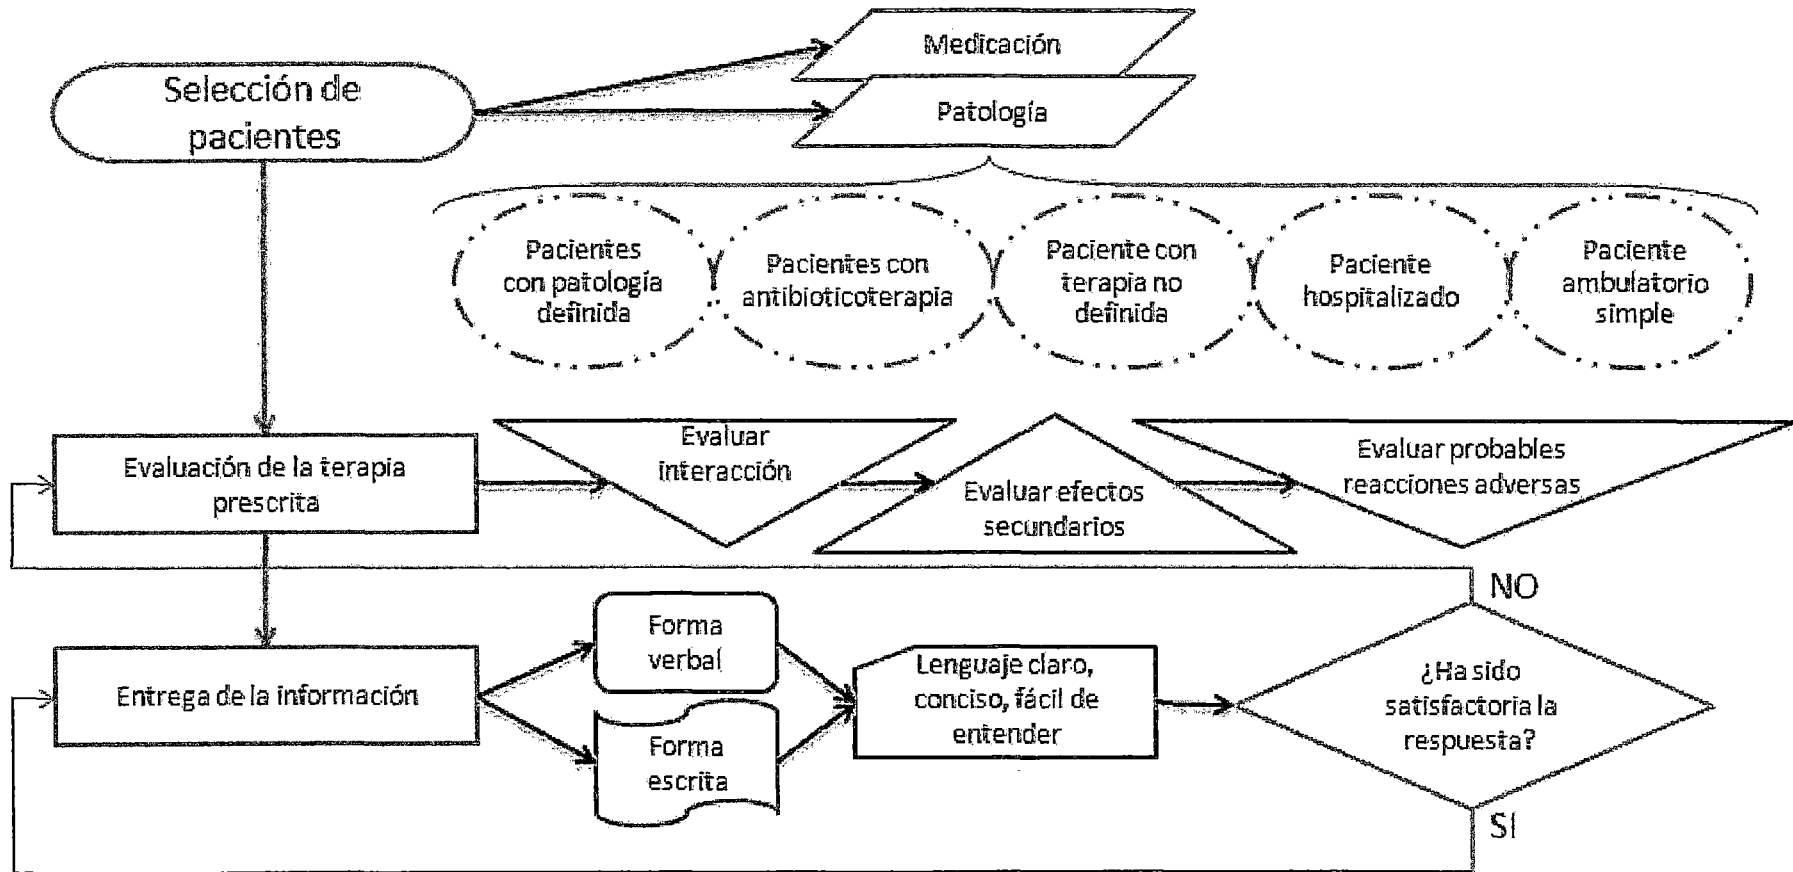 Selección de
pacientes
Medicación
Patología
Pacientes
con patología
definida
Pacientes con
antibioticoterapia
Paciente con
terapia no
definida
Paciente
hospitalizado
Paciente
ambulatorio
simple
Evaluación de la terapia
prescrita
Evaluar
interacción
Evaluar efectos
secundarios
Evaluar probables
reacciones adversas
NO
Entrega de la información
Forma
verbal
Forma
escrita
Lenguaje claro,
conciso, fácil de
entender
¿Ha sido
satisfactoria la
respuesta?
SI